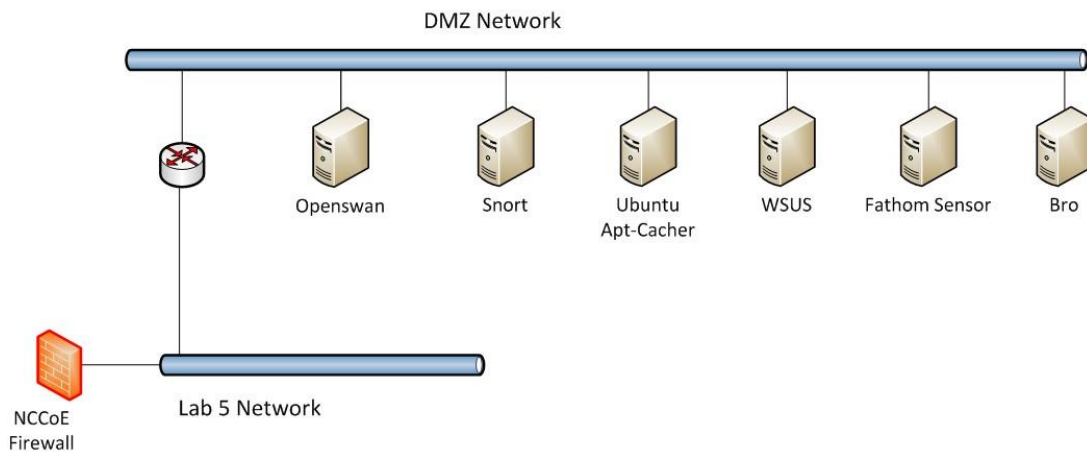 DMZ Network
Openswan
Snort
Ubuntu
Apt-Cacher
WSUS
Fathom Sensor
Bro
Lab 5 Network
NCCoE
Firewall